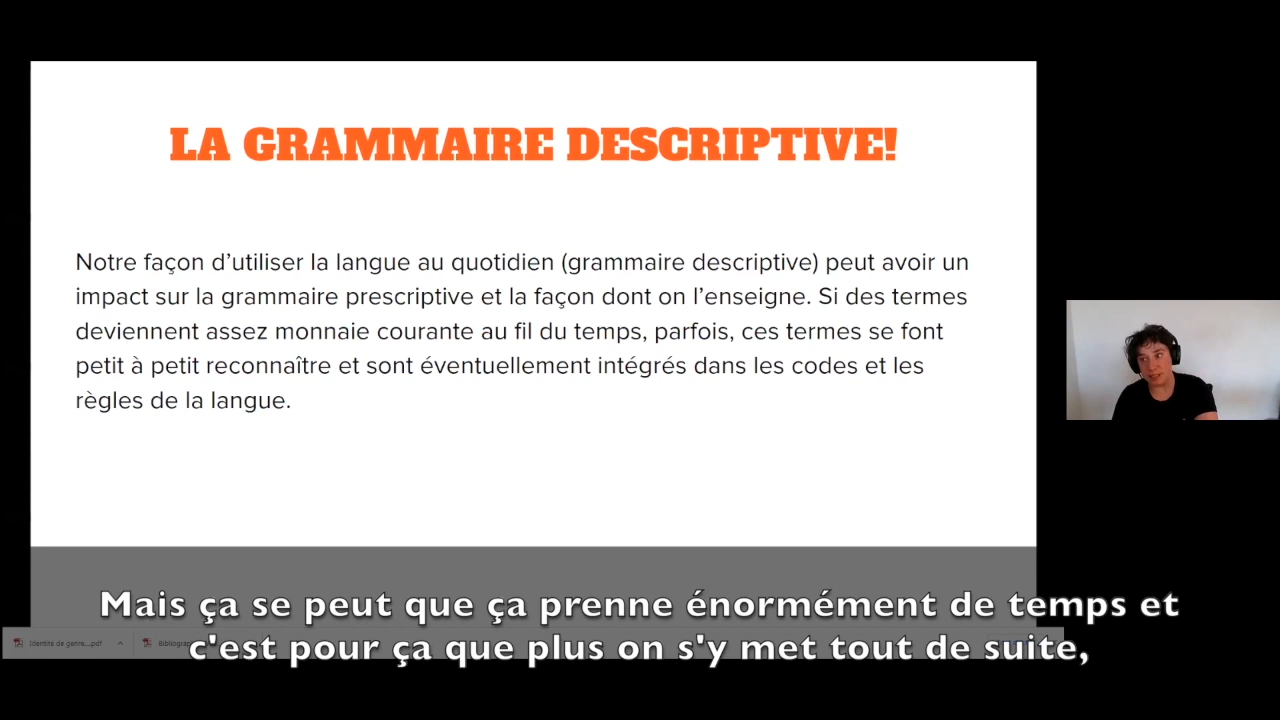 LA GRAMMAIRE DESCRIPTIVE!
Notre façon d’utiliser la langue au quotidien (grammaire descriptive) peut avoir un
impact sur la grammaire prescriptive et la façon dont on l’enseigne. Si des termes
deviennent assez monnaie courante au fil du temps, parfois, ces termes se font
petit à petit reconnaître et sont éventuellement intégrés dans les codes et les
règles de la langue.
Mais ça se peut que ça prenne énormément de temps et
Identité de genre....pdf
c'est pour ça que plus on s'y met tout de suite,